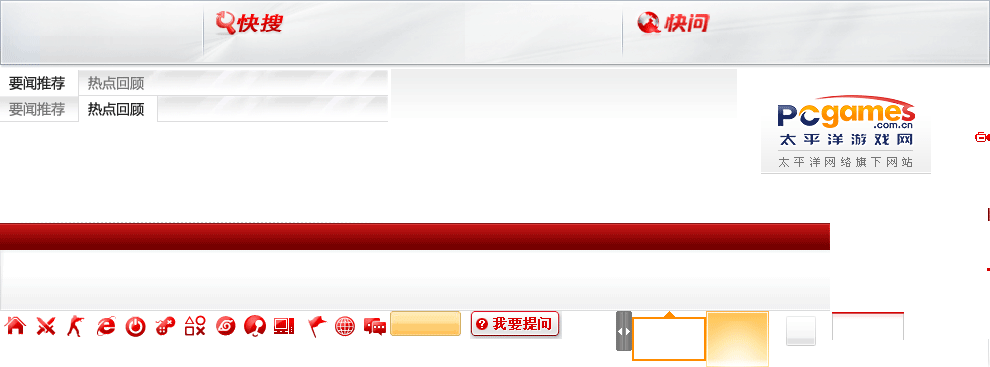 快搜
快问
要闻推荐 热点回顾
要闻推荐 热点回顾
PCgames
.com.cn
太平洋游戏网
太平洋网络旗下网站
我要提问